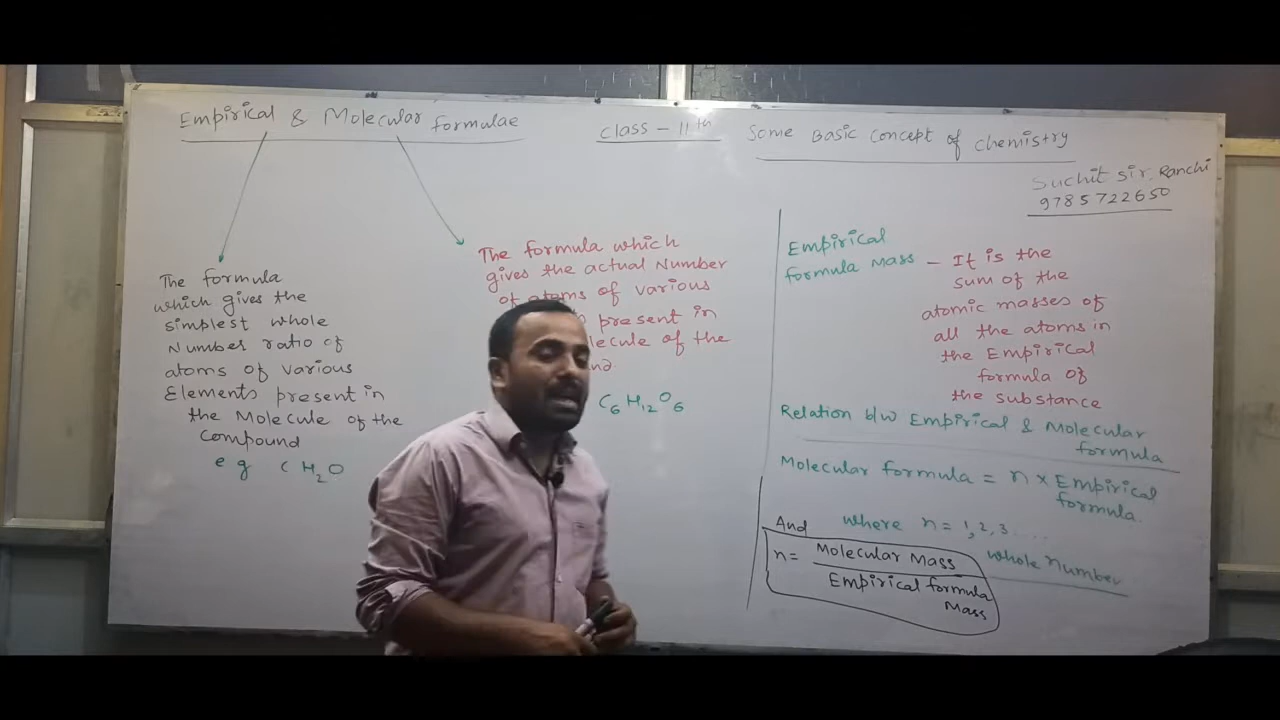 Empirical & Molecular formulae
class - 11th
Some Basic Concept of Chemistry
Suchit Sir. Ranchi
9785722650
The formula
which gives the
simplest whole
Number ratio of
atoms of various
Elements present in
the Molecule of the
compound
e g CH2O
The formula which
gives the actual Number
of atoms of various
present in
of the
C6H12O6
Empirical
formula Mass - It is the
sum of the
atomic masses of
all the atoms in
the Empirical
formula of
the substance
Relation b/w Empirical & Molecular
formula
Molecular formula = n x Empirical
formula.
where n = 1,2,3 ....
whole number
And
n = Molecular Mass
Empirical formula
Mass